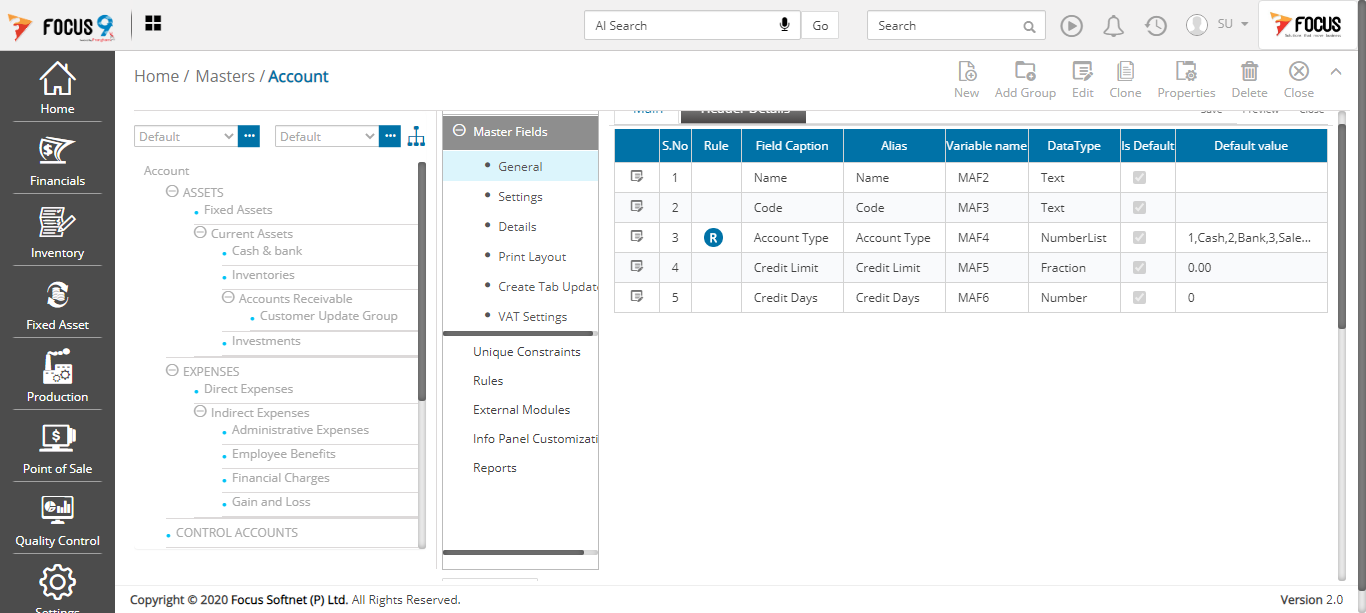 FOCUS 9
AI Search
Go
Search
SU
FOCUS
Home
Financials
Inventory
Fixed Asset
Production
Point of Sale
Quality Control
Settings
Home / Masters / Account
New
Add Group
Edit
Clone
Properties
Delete
Close
Default
Default
Account
ASSETS
Fixed Assets
Current Assets
Cash & bank
Inventories
Accounts Receivable
Customer Update Group
Investments
EXPENSES
Direct Expenses
Indirect Expenses
Administrative Expenses
Employee Benefits
Financial Charges
Gain and Loss
CONTROL ACCOUNTS
Master Fields
General
Settings
Details
Print Layout
Create Tab Updat
VAT Settings
Unique Constraints
Rules
External Modules
Info Panel Customizati
Reports
Main
Header Details
Save
Preview
Close
S.No Rule Field Caption Alias Variable name DataType Is Default Default value
1 Name Name MAF2 Text
2 Code Code MAF3 Text
3 R Account Type Account Type MAF4 NumberList 1,Cash,2,Bank,3,Sale...
4 Credit Limit Credit Limit MAF5 Fraction 0.00
5 Credit Days Credit Days MAF6 Number 0
Copyright © 2020 Focus Softnet (P) Ltd. All Rights Reserved.
Version 2.0